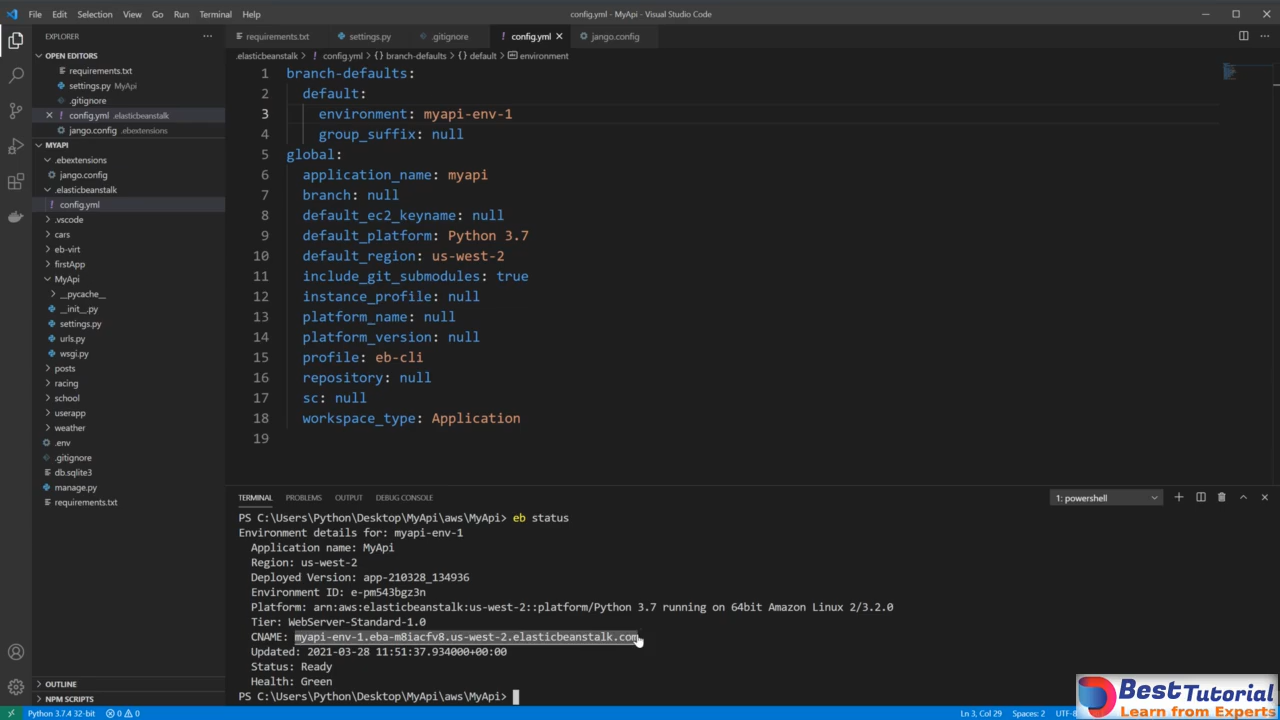 File Edit Selection View Go Run Terminal Help
config.yml - MyApi - Visual Studio Code
EXPLORER
OPEN EDITORS
requirements.txt
settings.py MyApi
.gitignore
config.yml .elasticbeanstalk
jango.config .ebextensions
MYAPI
.ebextensions
jango.config
.elasticbeanstalk
config.yml
.vscode
cars
eb-virt
firstApp
MyApi
__pycache__
__init__.py
settings.py
urls.py
wsgi.py
posts
racing
school
userapp
weather
.env
.gitignore
db.sqlite3
manage.py
requirements.txt
OUTLINE
NPM SCRIPTS
requirements.txt settings.py .gitignore config.yml jango.config
.elasticbeanstalk > config.yml > {} branch-defaults > {} default > environment
1 branch-defaults:
2 default:
3 environment: myapi-env-1
4 group_suffix: null
5 global:
6 application_name: myapi
7 branch: null
8 default_ec2_keyname: null
9 default_platform: Python 3.7
10 default_region: us-west-2
11 include_git_submodules: true
12 instance_profile: null
13 platform_name: null
14 platform_version: null
15 profile: eb-cli
16 repository: null
17 sc: null
18 workspace_type: Application
19
TERMINAL PROBLEMS OUTPUT DEBUG CONSOLE
1: powershell
PS C:\Users\Python\Desktop\MyApi\aws\MyApi> eb status
Environment details for: myapi-env-1
Application name: MyApi
Region: us-west-2
Deployed Version: app-210328_134936
Environment ID: e-pm543bgz3n
Platform: arn:aws:elasticbeanstalk:us-west-2::platform/Python 3.7 running on 64bit Amazon Linux 2/3.2.0
Tier: WebServer-Standard-1.0
CNAME: myapi-env-1.eba-m8iacfv8.us-west-2.elasticbeanstalk.com
Updated: 2021-03-28 11:51:37.934000+00:00
Status: Ready
Health: Green
PS C:\Users\Python\Desktop\MyApi\aws\MyApi>
Python 3.7.4 32-bit 0 0
Ln 3, Col 29 Spaces: 2
BestTutorial
Learn from Experts